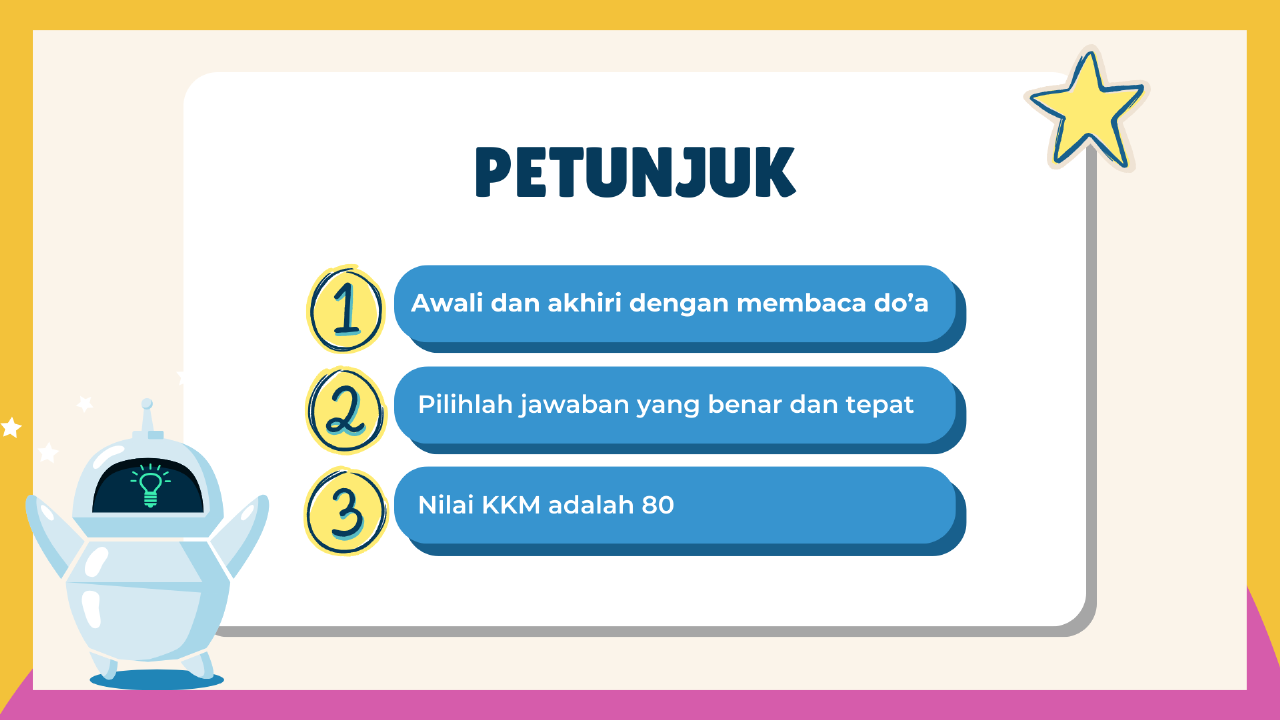 PETUNJUK
1 Awali dan akhiri dengan membaca do’a
2 Pilihlah jawaban yang benar dan tepat
3 Nilai KKM adalah 80